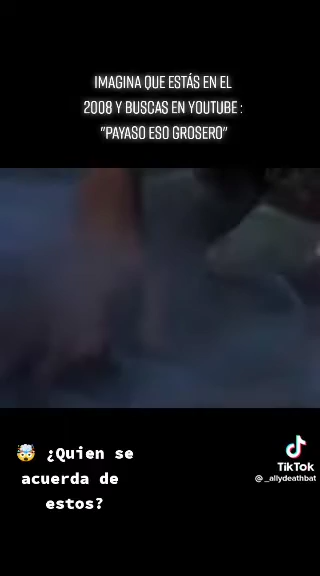 IMAGINA QUE ESTÁS EN EL
2008 Y BUSCAS EN YOUTUBE :
"PAYASO ESO GROSERO"
🤯 ¿Quien se
acuerda de
estos?
TikTok
@_allydeathbat